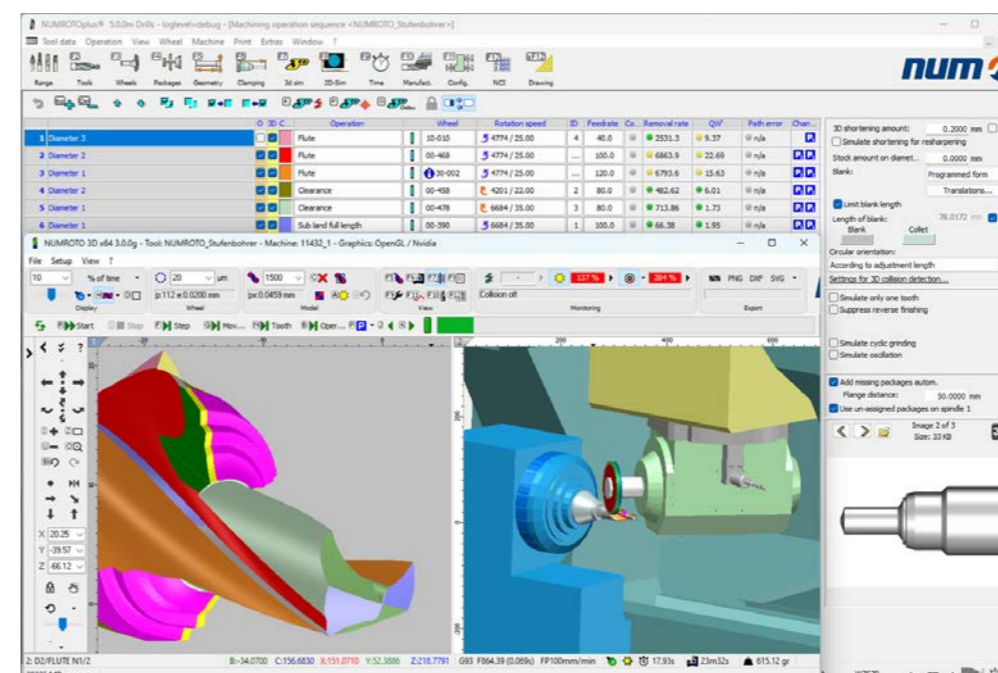 NUMROTOplus® 5.0.0m Drills - loglevel=debug - [Machining operation sequence <NUMROTO_Stufenbohrer>]
Tool data Operation View Wheel Machine Print Extras Window ?
Range Tools Wheels Packages Geometry Clamping 3d sim 2D-Sim Time Manufact. Config. NCI Drawing
num
O 3D C... Operation Wheel Rotation speed ID Feedrate Co... Removal rate QW' Path error Chan...
1 Diameter 3 Flute 10-010 4774 / 25.00 4 40.0 2531.3 9.37 n/a
2 Diameter 2 Flute 00-468 4774 / 25.00 ... 100.0 6863.9 22.69 n/a
3 Diameter 1 Flute 30-002 4774 / 25.00 ... 120.0 6793.6 15.63 n/a
4 Diameter 2 Clearance 00-458 4201 / 22.00 2 80.0 482.62 6.01 n/a
5 Diameter 1 Clearance 00-478 6684 / 35.00 3 80.0 713.86 1.73 n/a
6 Diameter 1 Sub land full length 00-390 6684 / 35.00 1 100.0 66.38 1.95 n/a
3D shortening amount: 0.2000 mm
Simulate shortening for resharpening
Stock amount on diamet... 0.0000 mm
Blank: Programmed form
Translations...
Limit blank length
Length of blank: 78.0172 mm
Blank Collet
Circular orientation:
According to adjustment length
Settings for 3D collision detection...
Simulate only one tooth
Suppress reverse finishing
Simulate cyclic grinding
Simulate oscillation
Add missing packages autom.
Flange distance: 50.0000 mm
Use un-assigned packages on spindle 1
Image 2 of 3
Size: 33 KB
NUMROTO 3D x64 3.0.0g - Tool: NUMROTO_Stufenbohrer - Machine: 11432_1 - Graphics: OpenGL / Nvidia
File Setup View ?
10 % of time 20 µm 1500 137 % 284 % PNG DXF SVG
p:112 e:0.0200 mm px:0.0459 mm Collision off
Display Wheel Model View Monitoring Export
Start Stop Step Mov... Tooth Oper...
X 20.25
Y -39.57
Z -66.12
2: D2/FLUTE N1/2 B:-34.0700 C:156.6830 X:151.0710 Y:52.3886 Z:218.7791 G93 F864.39 (0.069s) FP100mm/min 17.93s 23m32s 615.12 gr